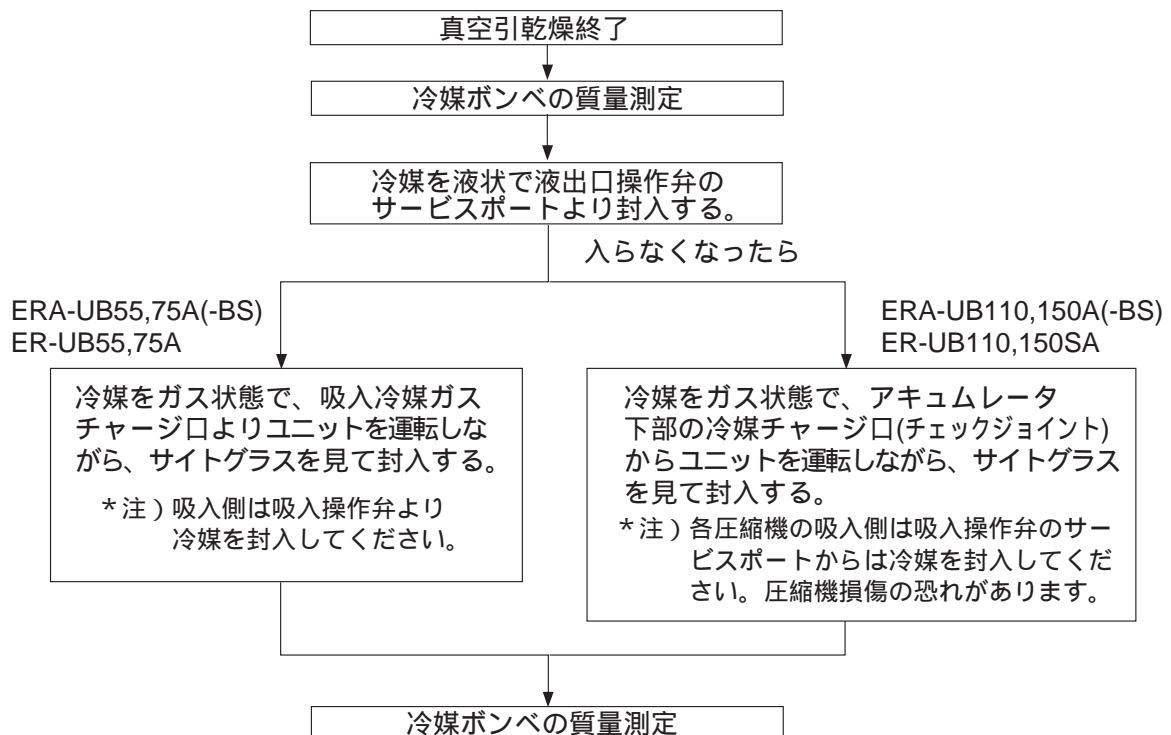 真空引乾燥終了
冷媒ボンベの質量測定
冷媒を液状で液出口操作弁の
サービスポートより封入する。
入らなくなったら
ERA-UB55,75A(-BS)
ER-UB55,75A
冷媒をガス状態で、吸入冷媒ガス
チャージ口よりユニットを運転しな
がら、サイトグラスを見て封入する。
*注）吸入側は吸入操作弁より
冷媒を封入してください。
ERA-UB110,150A(-BS)
ER-UB110,150SA
冷媒をガス状態で、アキュムレータ
下部の冷媒チャージ口(チェックジョイント)
からユニットを運転しながら、サイトグラス
を見て封入する。
*注）各圧縮機の吸入側は吸入操作弁のサー
ビスポートからは冷媒を封入してくだ
さい。圧縮機損傷の恐れがあります。
冷媒ボンベの質量測定